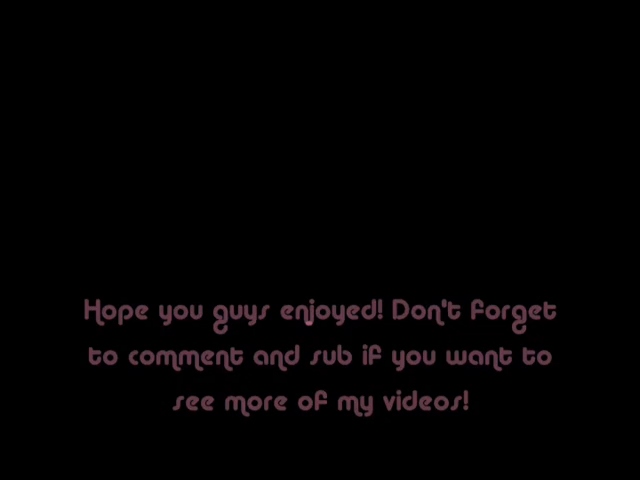 Hope you guys enjoyed! Don't forget
to comment and sub if you want to
see more of my videos!